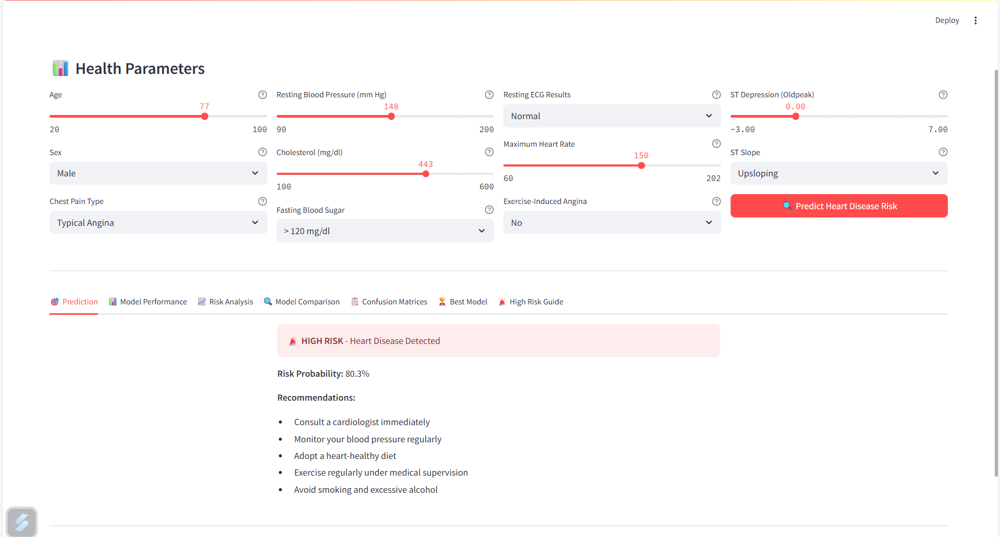 Deploy
Health Parameters
Age
77
20 100
Sex
Male
Chest Pain Type
Typical Angina
Resting Blood Pressure (mm Hg)
148
90 200
Cholesterol (mg/dl)
443
100 600
Fasting Blood Sugar
> 120 mg/dl
Resting ECG Results
Normal
Maximum Heart Rate
150
60 202
Exercise-Induced Angina
No
ST Depression (Oldpeak)
0.00
−3.00 7.00
ST Slope
Upsloping
Predict Heart Disease Risk
Prediction Model Performance Risk Analysis Model Comparison Confusion Matrices Best Model High Risk Guide
HIGH RISK - Heart Disease Detected
Risk Probability: 80.3%
Recommendations:
• Consult a cardiologist immediately
• Monitor your blood pressure regularly
• Adopt a heart-healthy diet
• Exercise regularly under medical supervision
• Avoid smoking and excessive alcohol